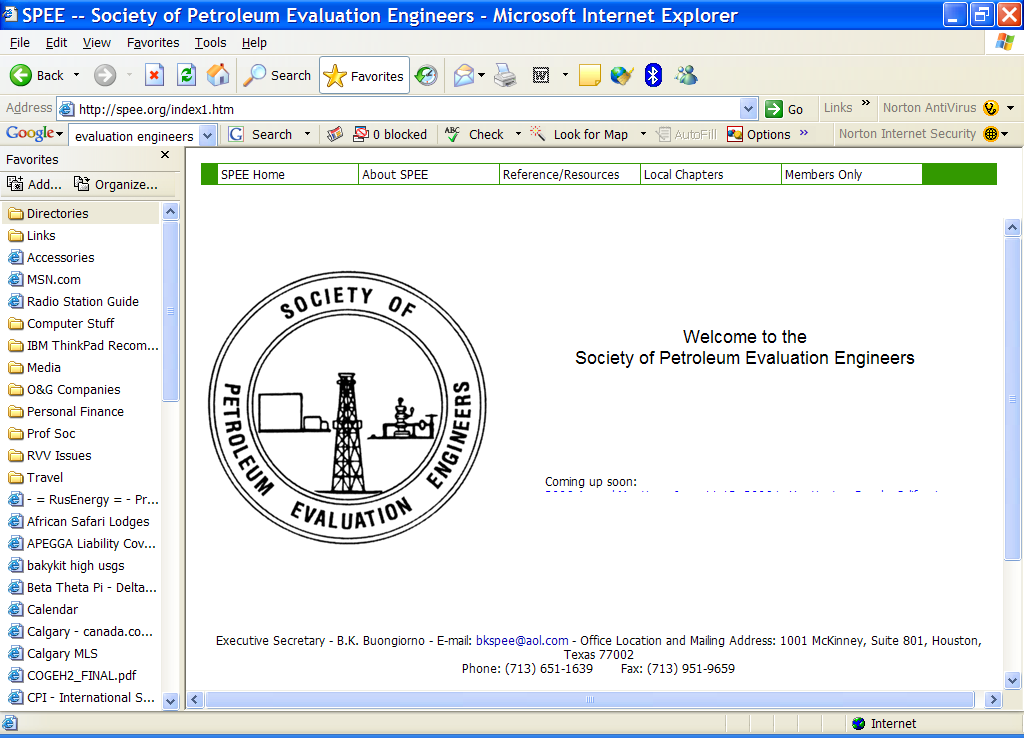 SPEE -- Society of Petroleum Evaluation Engineers - Microsoft Internet Explorer
File Edit View Favorites Tools Help
Back Search Favorites
Address http://spee.org/index1.htm Go Links » Norton AntiVirus
Google evaluation engineers G Search 0 blocked ABC Check Look for Map AutoFill Options » Norton Internet Security
Favorites
Add... Organize...
Directories
Links
Accessories
MSN.com
Radio Station Guide
Computer Stuff
IBM ThinkPad Recom...
Media
O&G Companies
Personal Finance
Prof Soc
RVV Issues
Travel
- = RusEnergy = - Pr...
African Safari Lodges
APEGGA Liability Cov...
bakykit high usgs
Beta Theta Pi - Delta...
Calendar
Calgary - canada.co...
Calgary MLS
COGEH2_FINAL.pdf
CPI - International S...
SPEE Home About SPEE Reference/Resources Local Chapters Members Only
SOCIETY OF
PETROLEUM EVALUATION ENGINEERS
Welcome to the
Society of Petroleum Evaluation Engineers
Coming up soon:
Executive Secretary - B.K. Buongiorno - E-mail: bkspee@aol.com - Office Location and Mailing Address: 1001 McKinney, Suite 801, Houston,
Texas 77002
Phone: (713) 651-1639 Fax: (713) 951-9659
Internet